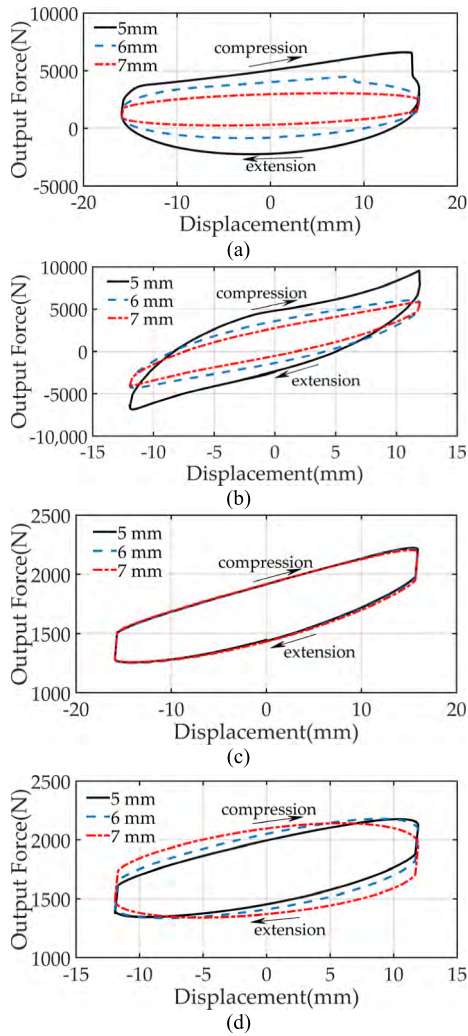 (a)
10000
5 mm
6mm
7mm
compression
5000
0
extension
-5000
-20
-10
0
10
20
Output Force(N)
Displacement(mm)
(a)
10000
5 mm
6 mm
7 mm
compression
5000
0
-5000
extension
-10,000
-15
-10
-5
0
5
10
15
Output Force(N)
Displacement(mm)
(b)
2500
5 mm
6 mm
7 mm
compression
2000
1500
extension
1000
-20
-10
0
10
20
Output Force(N)
Displacement(mm)
(c)
2500
5 mm
6 mm
7 mm
compression
2000
1500
extension
1000
-15
-10
-5
0
5
10
15
Output Force(N)
Displacement(mm)
(d)